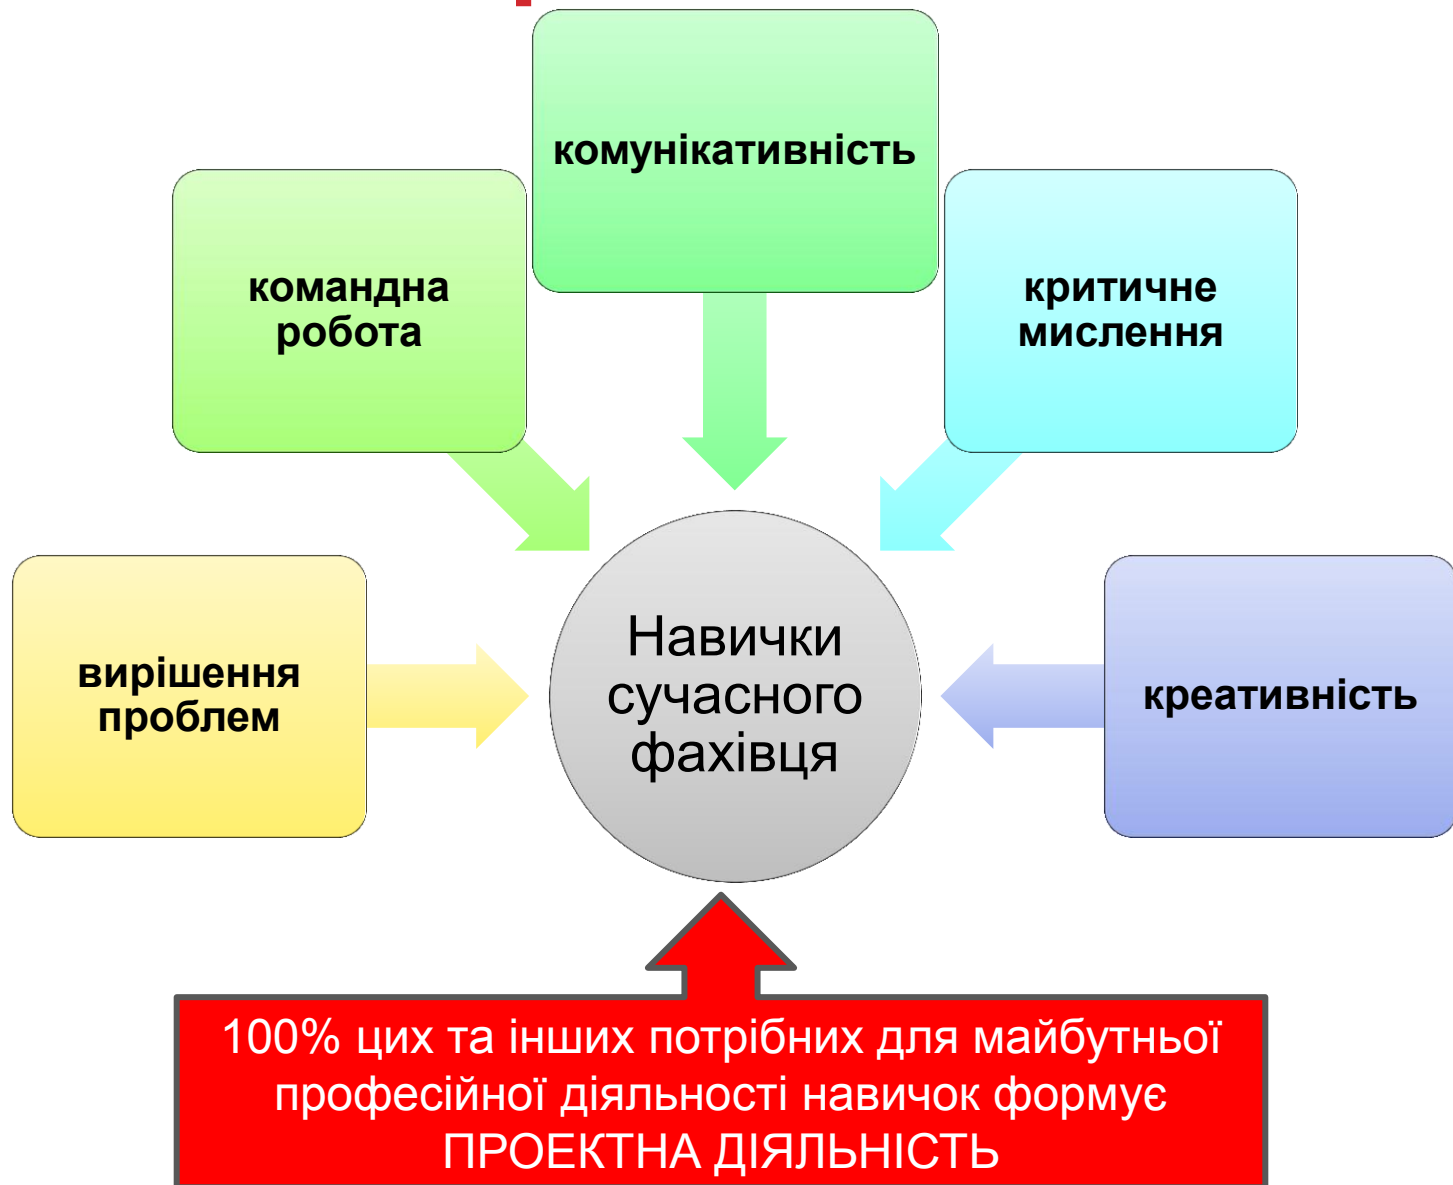 комунікативність
командна
робота
критичне
мислення
вирішення
проблем
Навички
сучасного
фахівця
креативність
100% цих та інших потрібних для майбутньої
професійної діяльності навичок формує
ПРОЕКТНА ДІЯЛЬНІСТЬ